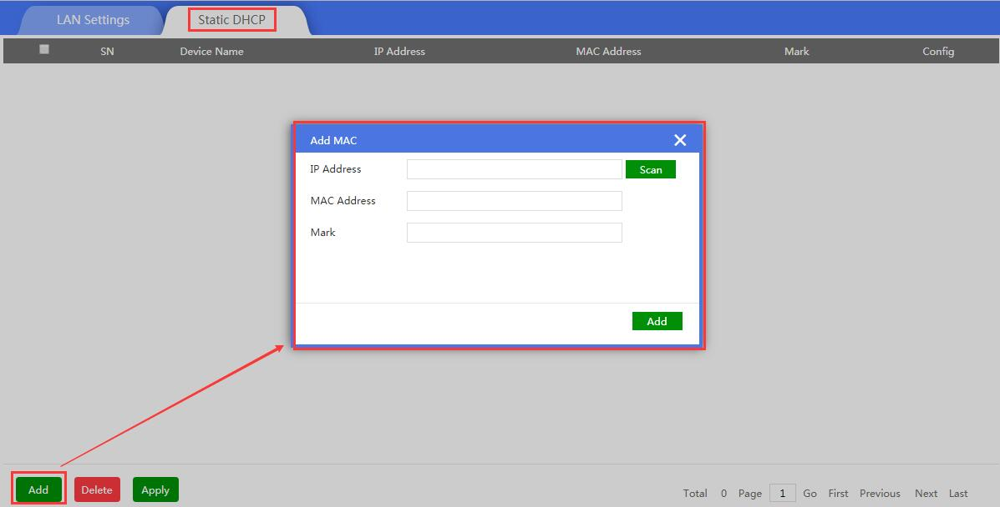 LAN Settings Static DHCP
SN Device Name IP Address MAC Address Mark Config
Add MAC
IP Address Scan
MAC Address
Mark
Add
Add Delete Apply Total 0 Page 1 Go First Previous Next Last